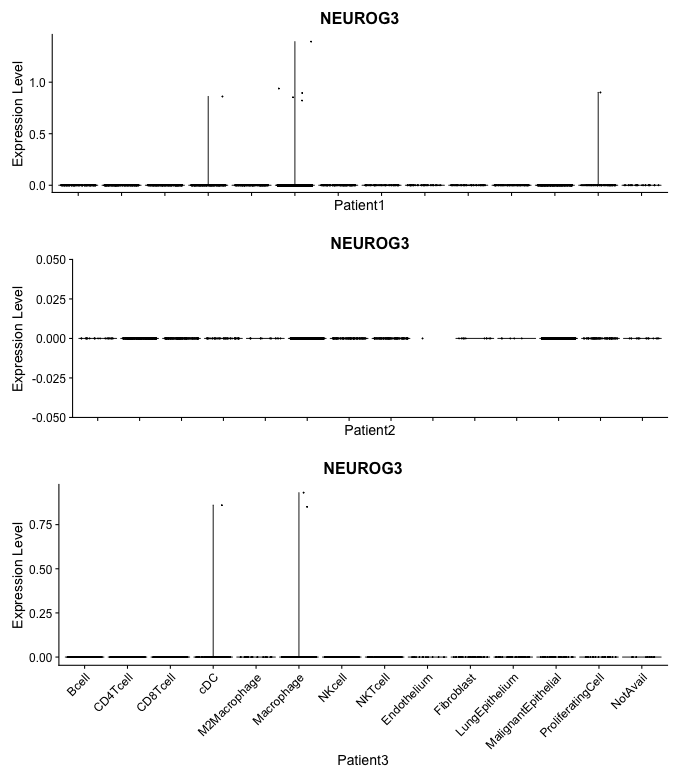 NEUROG3
Expression Level
1.0
0.5
0.0
Patient1
NEUROG3
Expression Level
0.050
0.025
0.000
-0.025
-0.050
Patient2
NEUROG3
Expression Level
0.75
0.50
0.25
0.00
Bcell
CD4Tcell
CD8Tcell
cDC
M2Macrophage
Macrophage
NKcell
NKTcell
Endothelium
Fibroblast
LungEpithelium
MalignantEpithelial
ProliferatingCell
NotAvail
Patient3